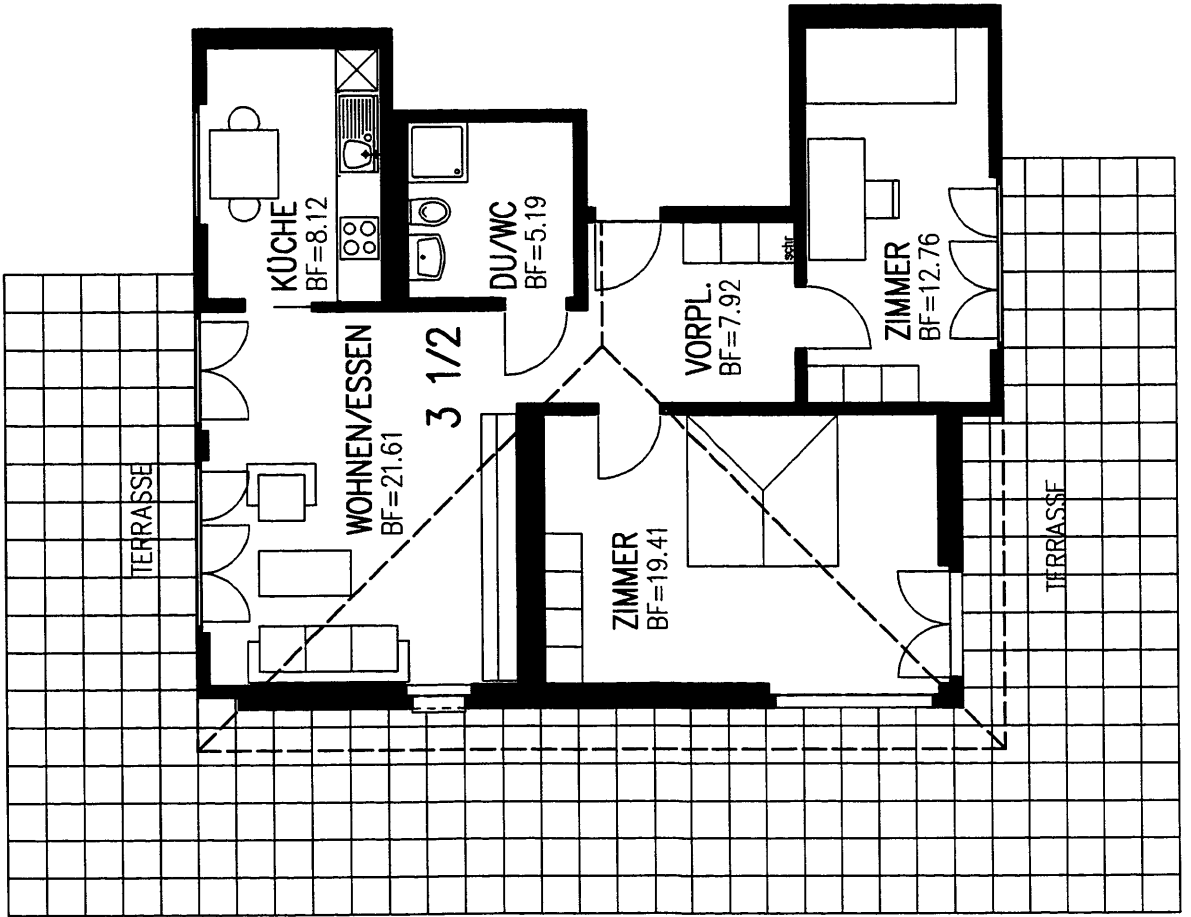 KÜCHE
BF=8.12
DU/WC
BF=5.19
schr
ZIMMER
BF=12.76
VORPL.
BF=7.92
WOHNEN/ESSEN
BF=21.61
3 1/2
ZIMMER
BF=19.41
TERRASSE
TERRASSE